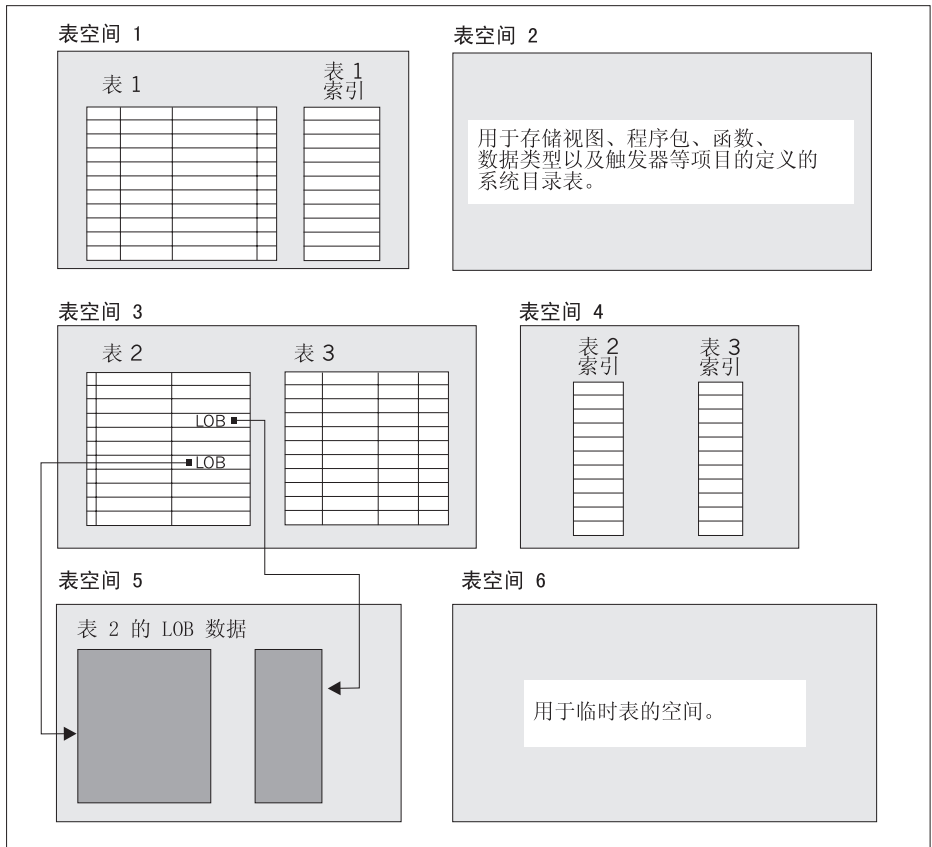 表空间 1
表 1
表 1
索引
表空间 2
用于存储视图、程序包、函数、
数据类型以及触发器等项目的定义的
系统目录表。
表空间 3
表 2
表 3
LOB
LOB
表空间 4
表 2
索引
表 3
索引
表空间 5
表 2 的 LOB 数据
表空间 6
用于临时表的空间。